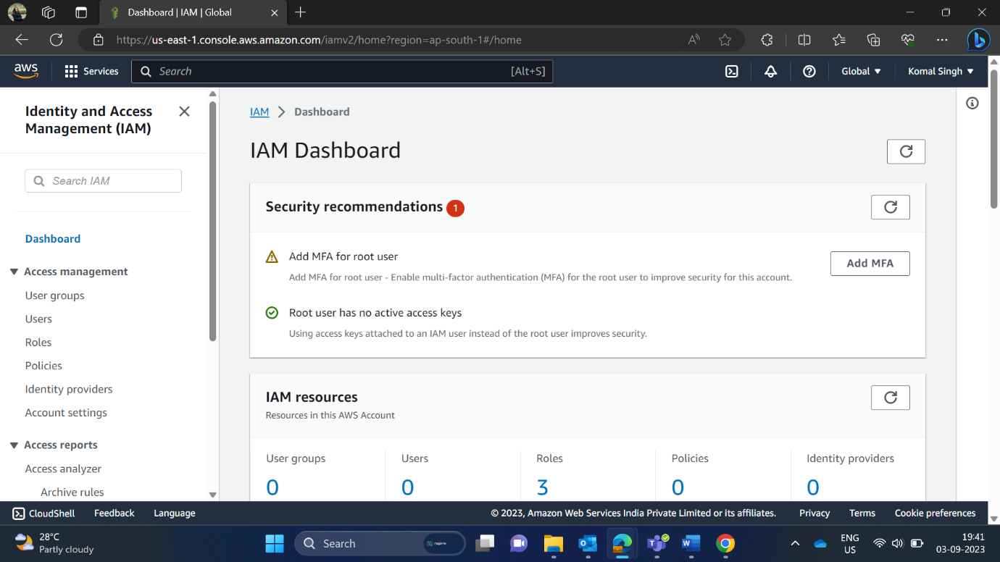 Dashboard | IAM | Global
https://us-east-1.console.aws.amazon.com/iamv2/home?region=ap-south-1#/home
aws
Services
Search
[Alt+S]
Global
Komal Singh
Identity and Access
Management (IAM)
Search IAM
Dashboard
Access management
User groups
Users
Roles
Policies
Identity providers
Account settings
Access reports
Access analyzer
Archive rules
IAM
Dashboard
IAM Dashboard
Security recommendations 1
Add MFA for root user
Add MFA for root user - Enable multi-factor authentication (MFA) for the root user to improve security for this account.
Add MFA
Root user has no active access keys
Using access keys attached to an IAM user instead of the root user improves security.
IAM resources
Resources in this AWS Account
User groups
0
Users
0
Roles
3
Policies
0
Identity providers
0
CloudShell
Feedback
Language
© 2023, Amazon Web Services India Private Limited or its affiliates.
Privacy
Terms
Cookie preferences
28°C
Partly cloudy
Search
ENG
US
19:41
03-09-2023